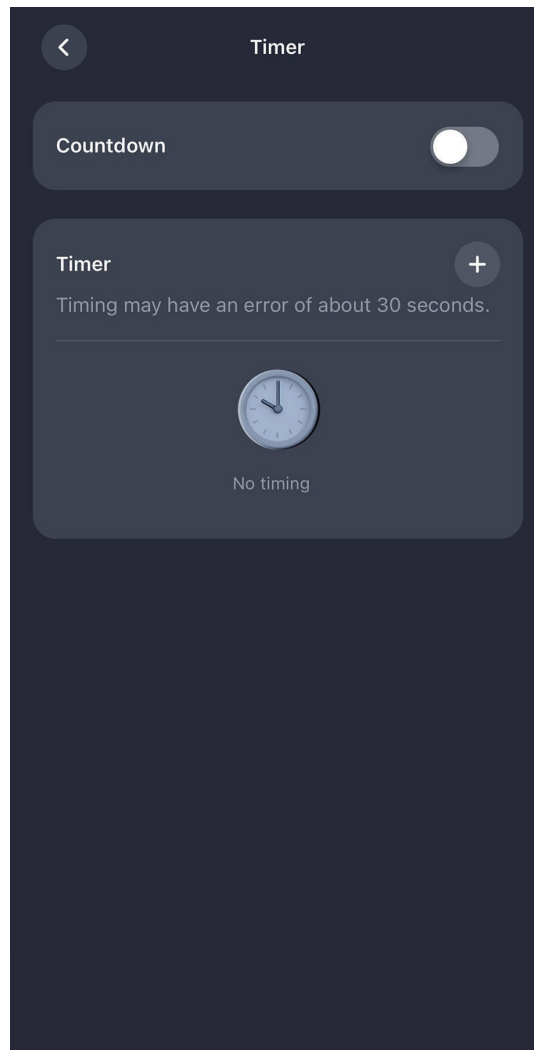 Timer
Countdown
Timer
Timing may have an error of about 30 seconds.
No timing